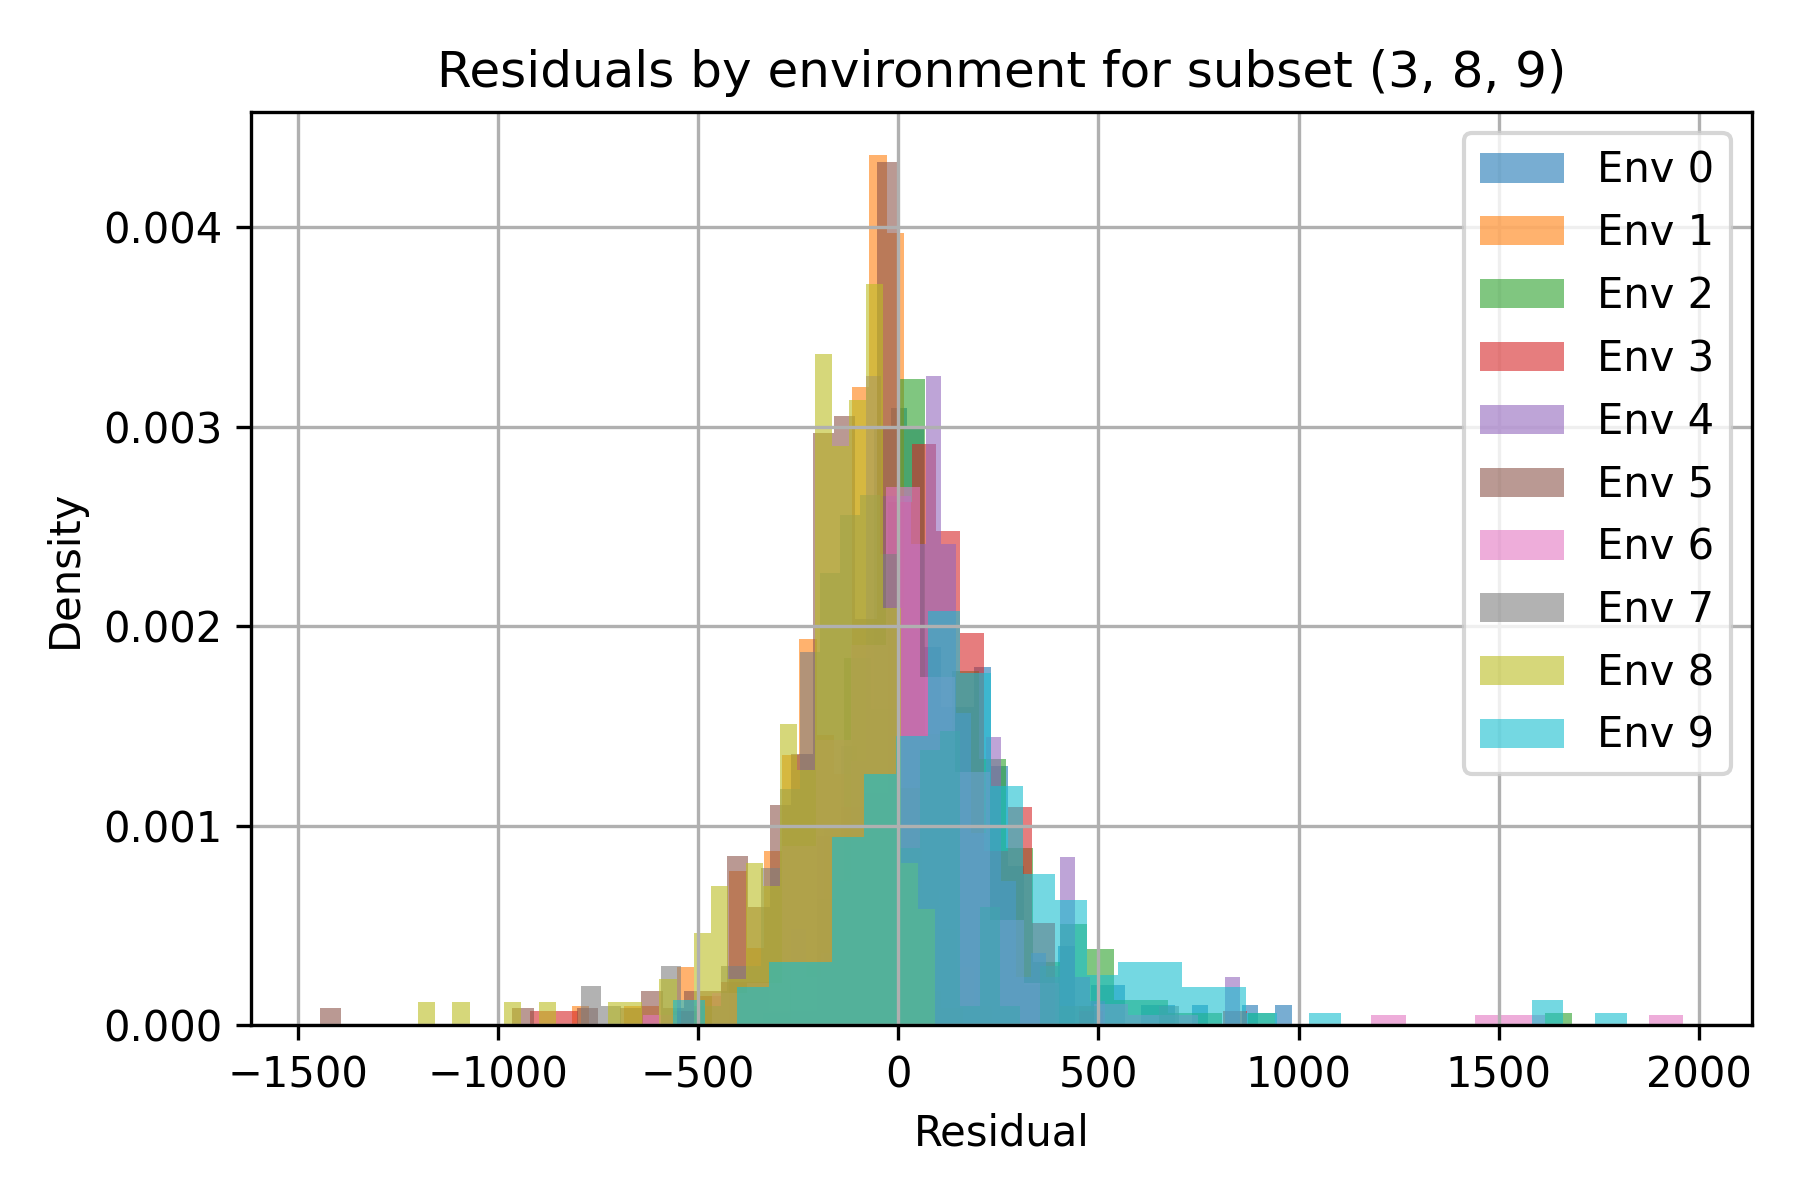 Residuals by environment for subset (3, 8, 9)
Density
0.004
0.003
0.002
0.001
0.000
−1500
−1000
−500
0
500
1000
1500
2000
Residual
Env 0
Env 1
Env 2
Env 3
Env 4
Env 5
Env 6
Env 7
Env 8
Env 9